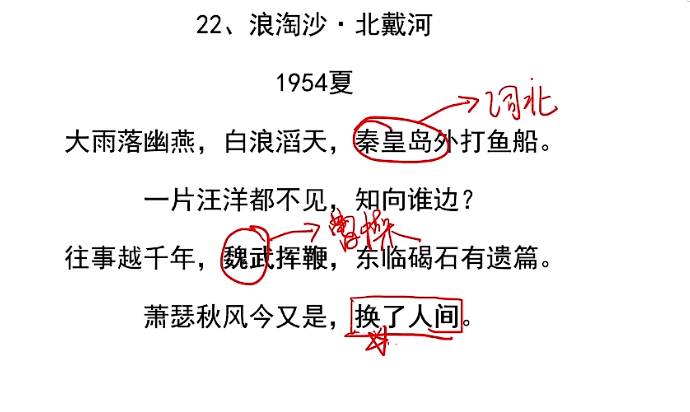 22、浪淘沙·北戴河
1954夏
河北
大雨落幽燕，白浪滔天，秦皇岛外打鱼船。
一片汪洋都不见，知向谁边？
曹操
往事越千年，魏武挥鞭，东临碣石有遗篇。
萧瑟秋风今又是，换了人间。